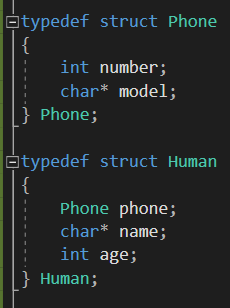 typedef struct Phone
{
    int number;
    char* model;
} Phone;

typedef struct Human
{
    Phone phone;
    char* name;
    int age;
} Human;